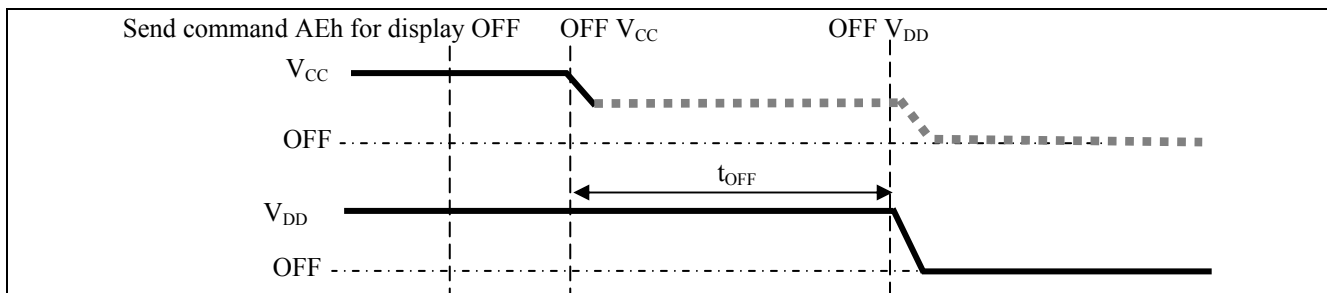 Send command AEh for display OFF OFF VCC OFF VDD
VCC
OFF
tOFF
VDD
OFF